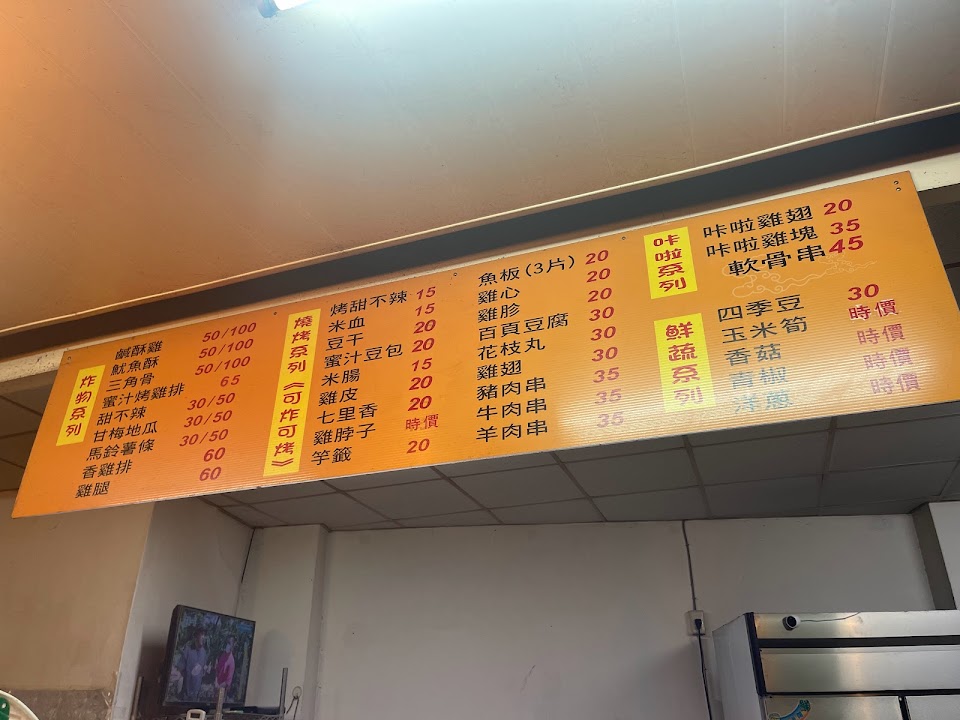 炸物系列
鹹酥雞 50/100
魷魚酥 50/100
三角骨 50/100
蜜汁烤雞排 65
甜不辣 30/50
甘梅地瓜 30/50
馬鈴薯條 30/50
香雞排 60
雞腿 60
燒烤系列《可炸可烤》
烤甜不辣 15
米血 15
豆干 20
蜜汁豆包 20
米腸 15
雞皮 20
七里香 20
雞脖子 時價
竽籤 20
魚板(3片) 20
雞心 20
雞胗 20
百頁豆腐 30
花枝丸 30
雞翅 30
豬肉串 35
牛肉串 35
羊肉串 35
咔啦系列
咔啦雞翅 20
咔啦雞塊 35
軟骨串 45
鮮蔬系列
四季豆 30
玉米筍 時價
香菇 時價
青椒 時價
洋蔥 時價